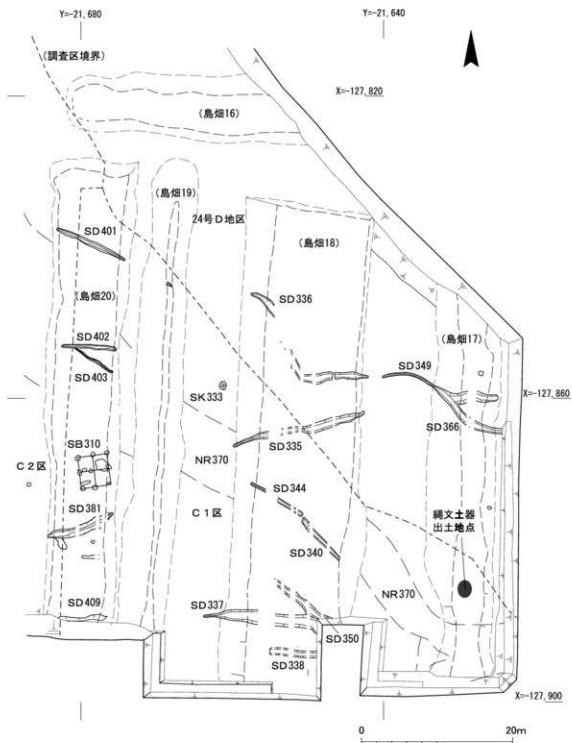 Y=-21,680
Y=-21,640
(調査区境界)
X=-127,820
(島畑16)
(島畑19)
24号D地区
(島畑18)
SD401
(島畑20)
SD336
(島畑17)
SD402
SD349
SD403
SK333
X=-127,860
SD366
SD335
SB310
NR370
C2区
SD344
縄文土器
出土地点
SD381
C1区
SD340
NR370
SD409
SD337
SD350
SD338
X=-127,900
0
20m